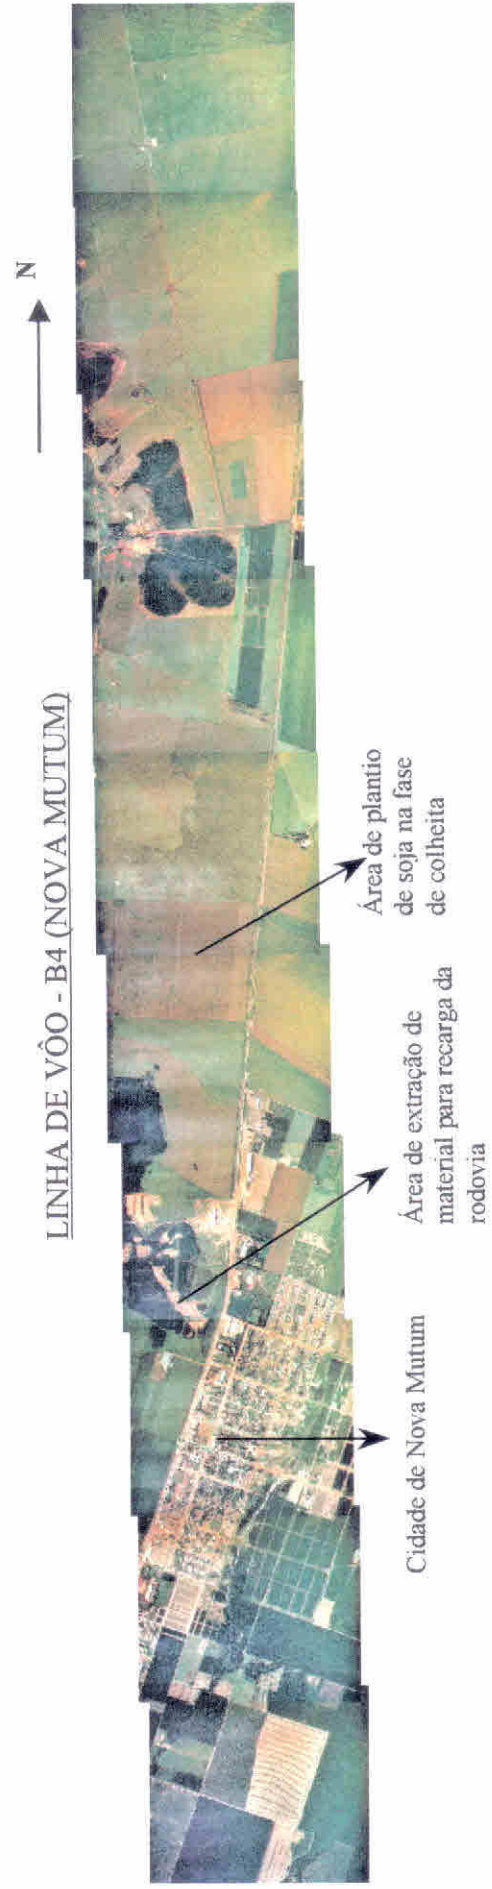 LINHA DE VÔO - B4 (NOVA MUTUM)
N
Cidade de Nova Mutum
Área de extração de
material para recarga da
rodovia
Área de plantio
de soja na fase
de colheita